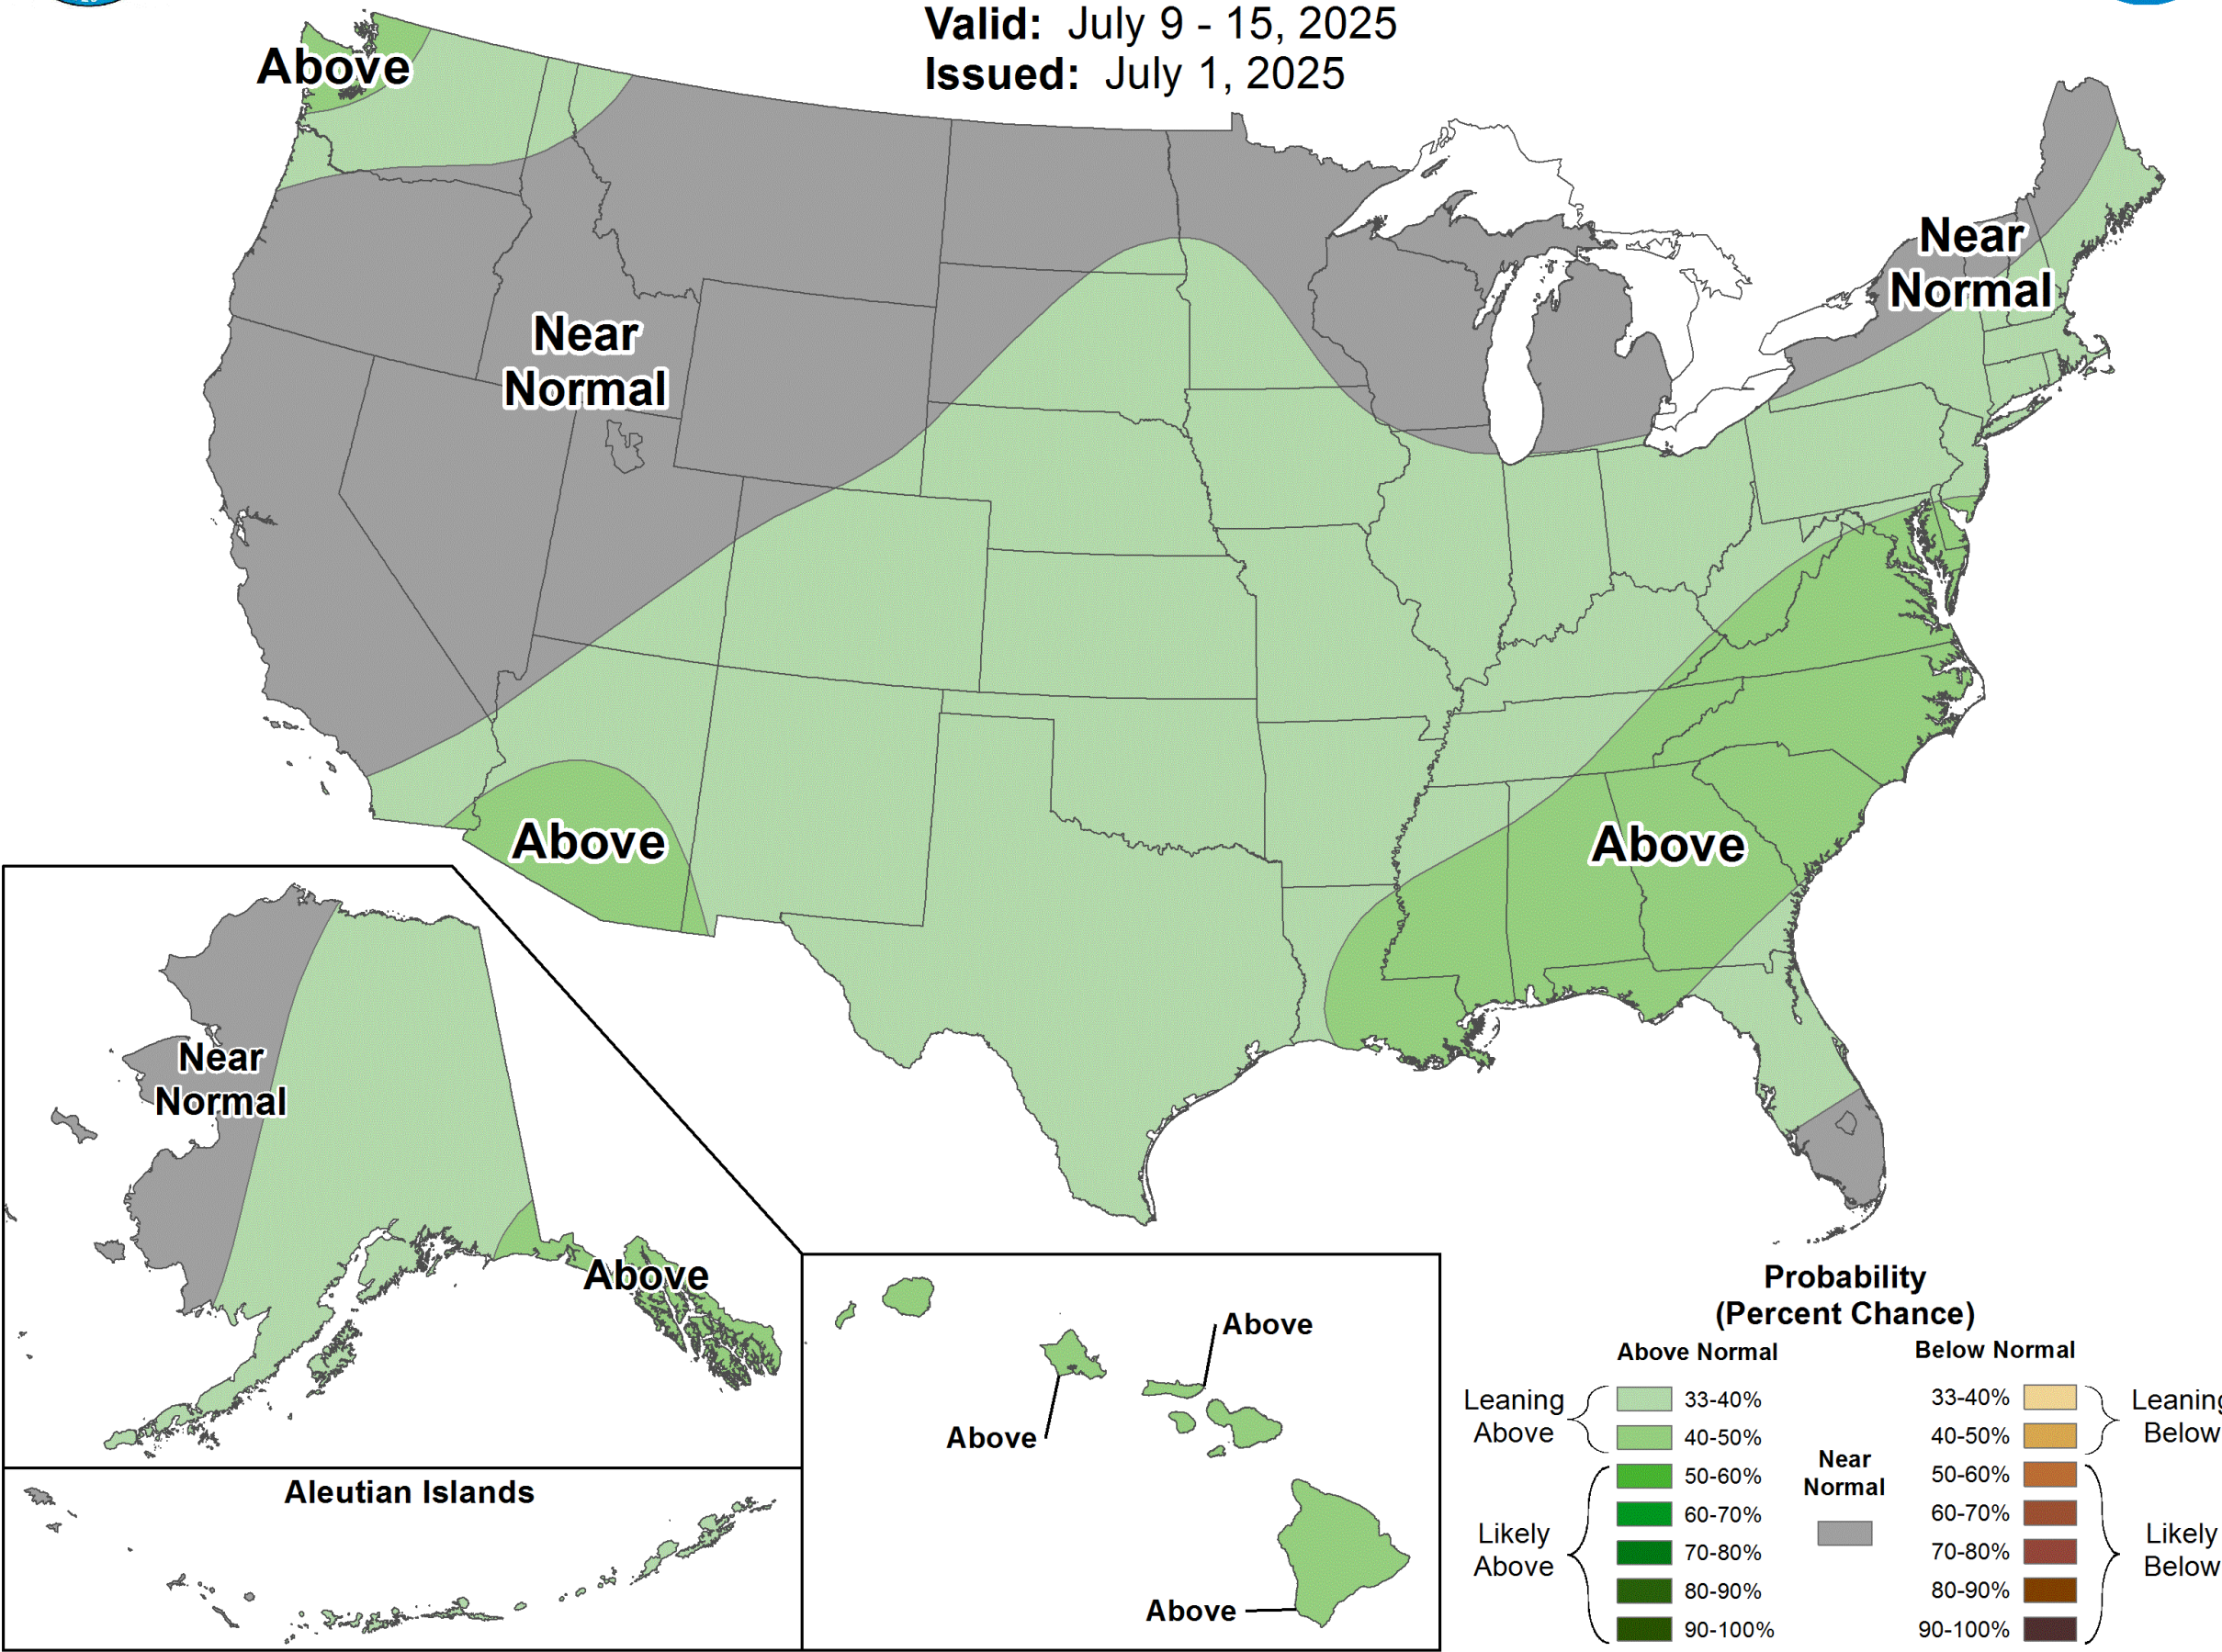 Valid: July 9 - 15, 2025
Issued: July 1, 2025
Above
Near
Normal
Near
Normal
Above
Above
Near
Normal
Above
Aleutian Islands
Above
Above
Above
Probability
(Percent Chance)
Above Normal
Below Normal
Leaning
Above
33-40%
40-50%
Likely
Above
50-60%
60-70%
70-80%
80-90%
90-100%
Near
Normal
33-40%
40-50%
Leaning
Below
50-60%
60-70%
70-80%
80-90%
90-100%
Likely
Below